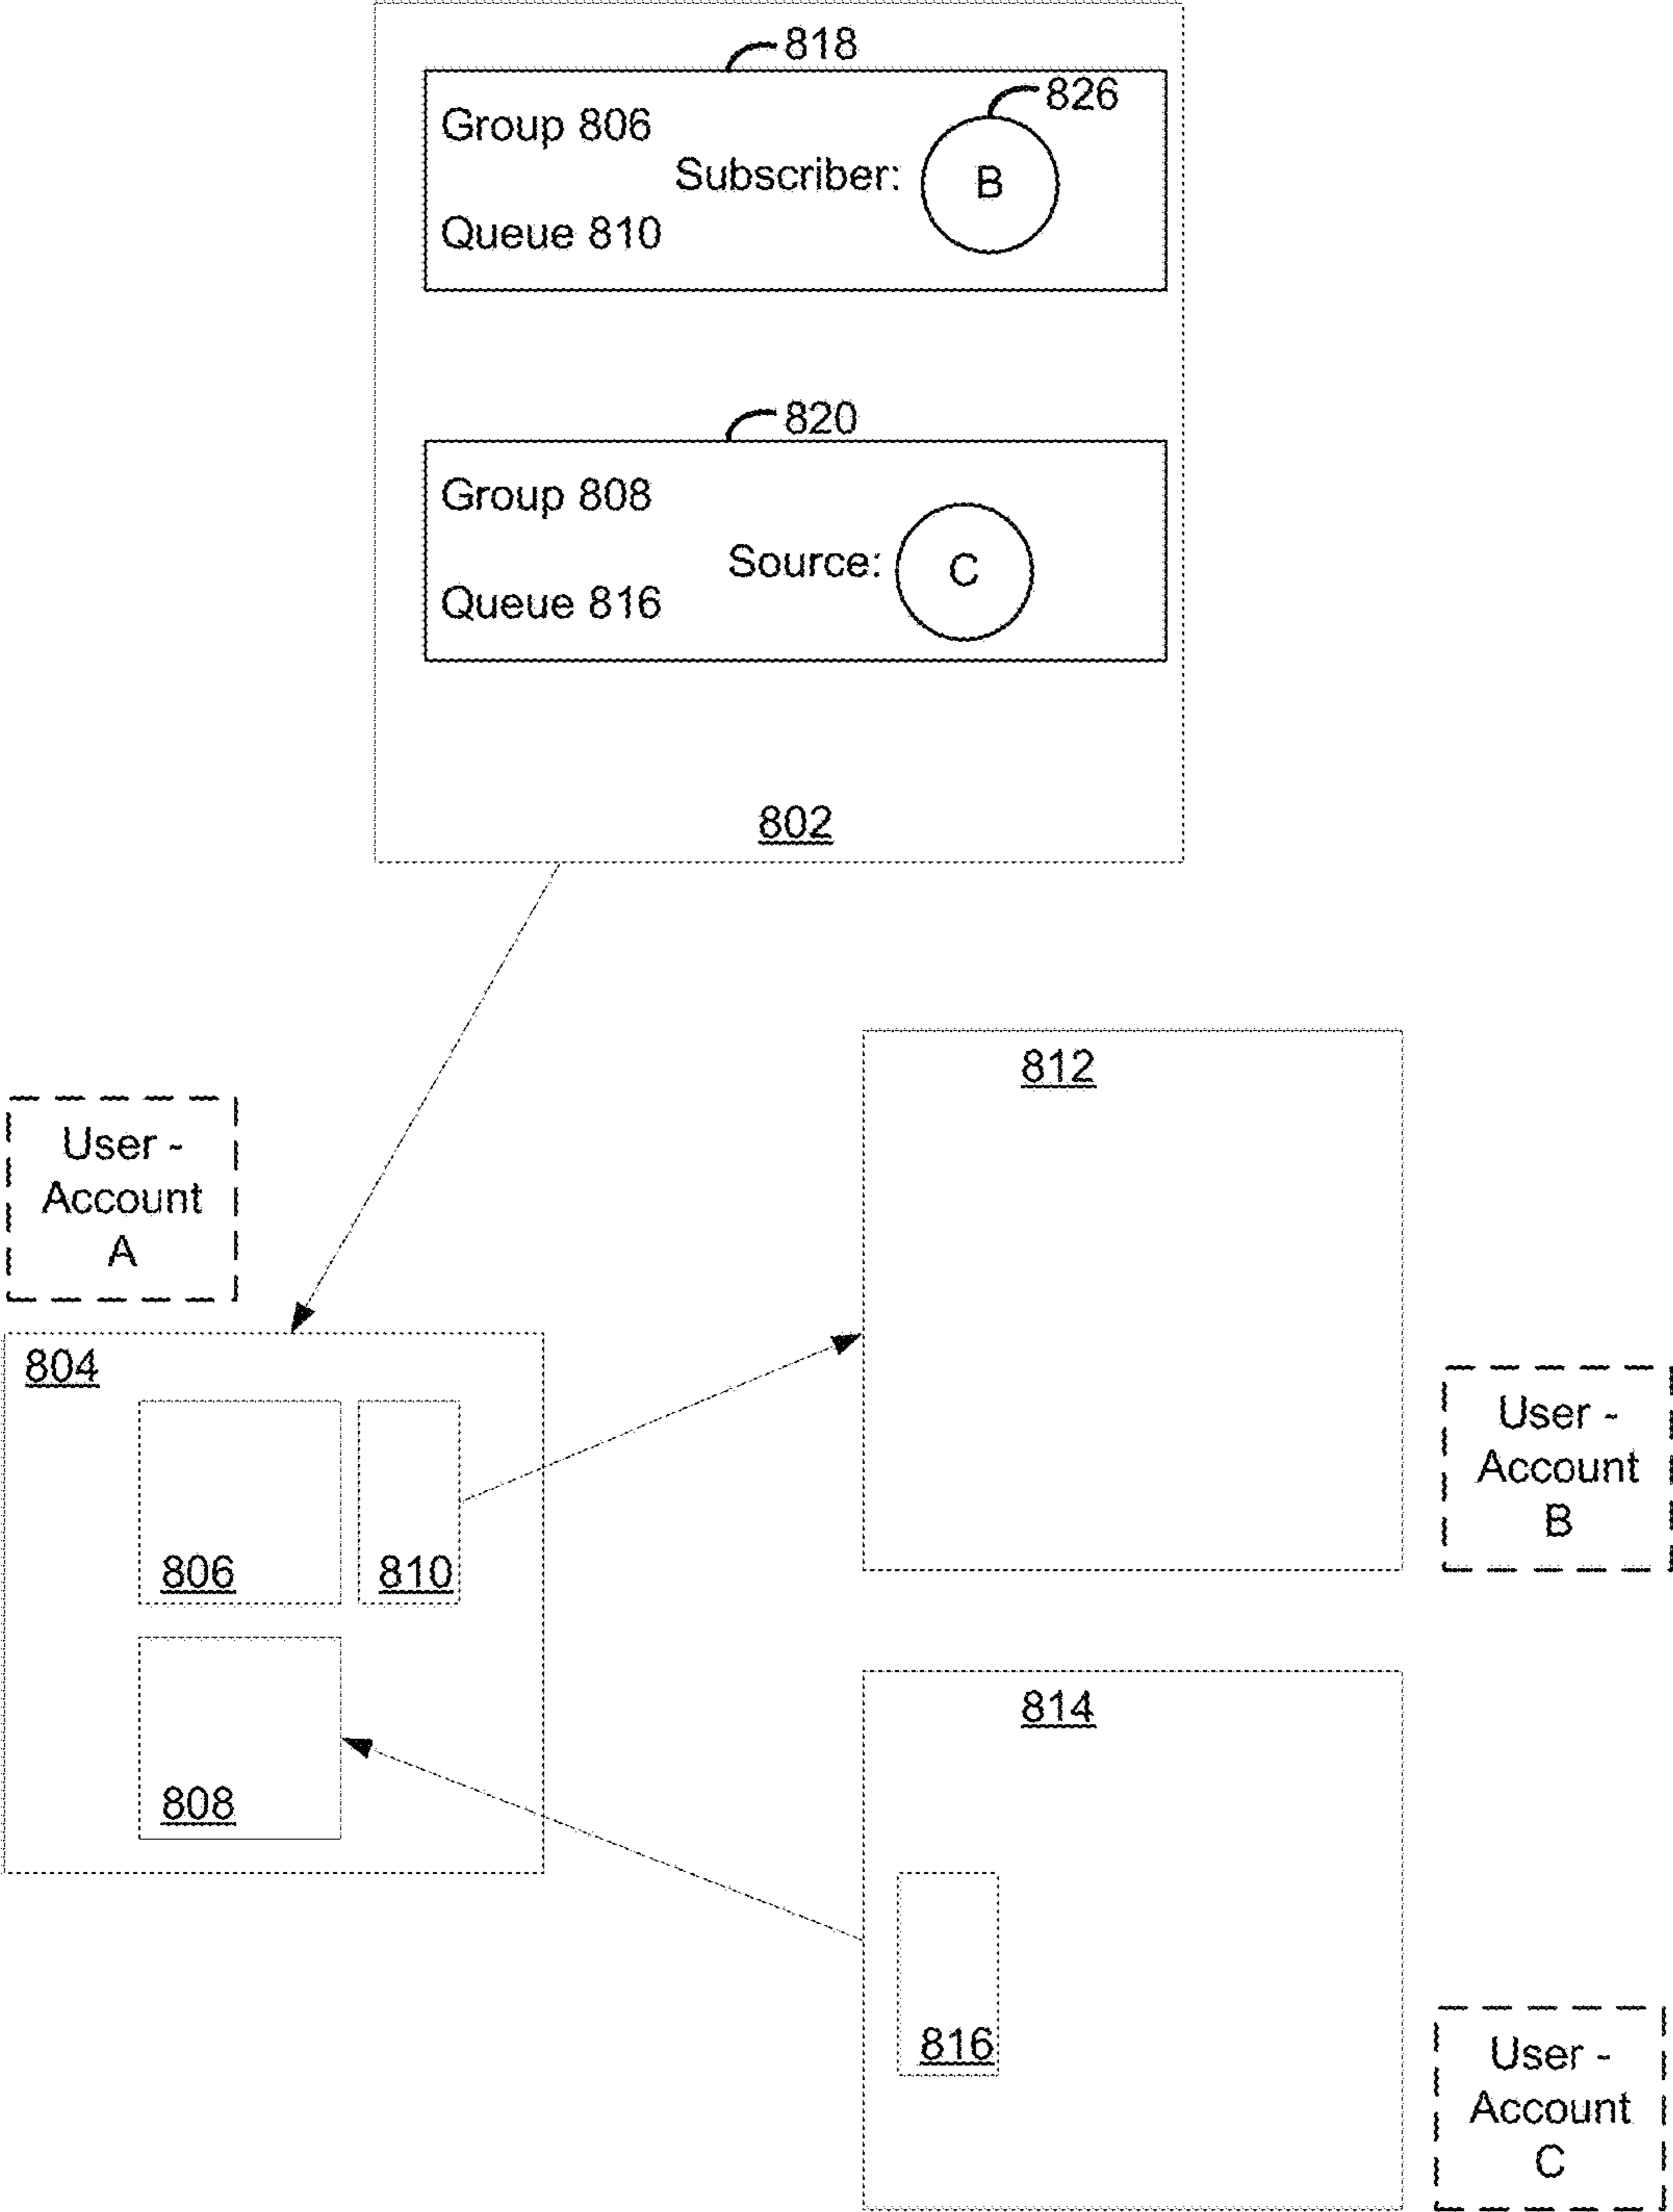 818
826
Group 806
Subscriber:
B
Queue 810
820
Group 808
Source:
C
Queue 816
802
812
User -
Account
A
804
806
810
User -
Account
B
808
814
816
User -
Account
C